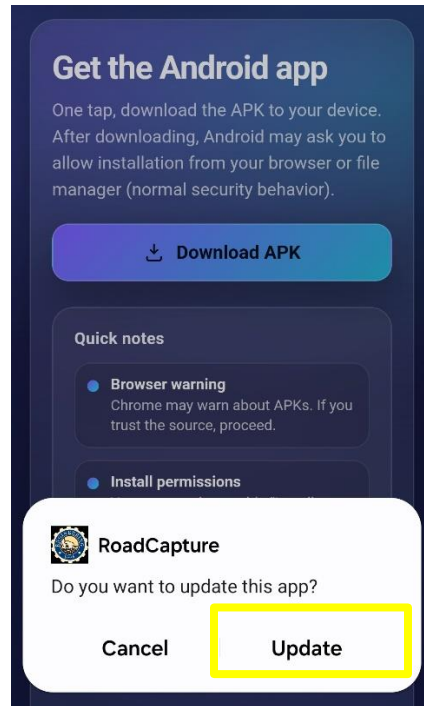 Get the Android app
One tap, download the APK to your device.
After downloading, Android may ask you to
allow installation from your browser or file
manager (normal security behavior).
Download APK
Quick notes
Browser warning
Chrome may warn about APKs. If you
trust the source, proceed.
Install permissions
RoadCapture
Do you want to update this app?
Cancel
Update